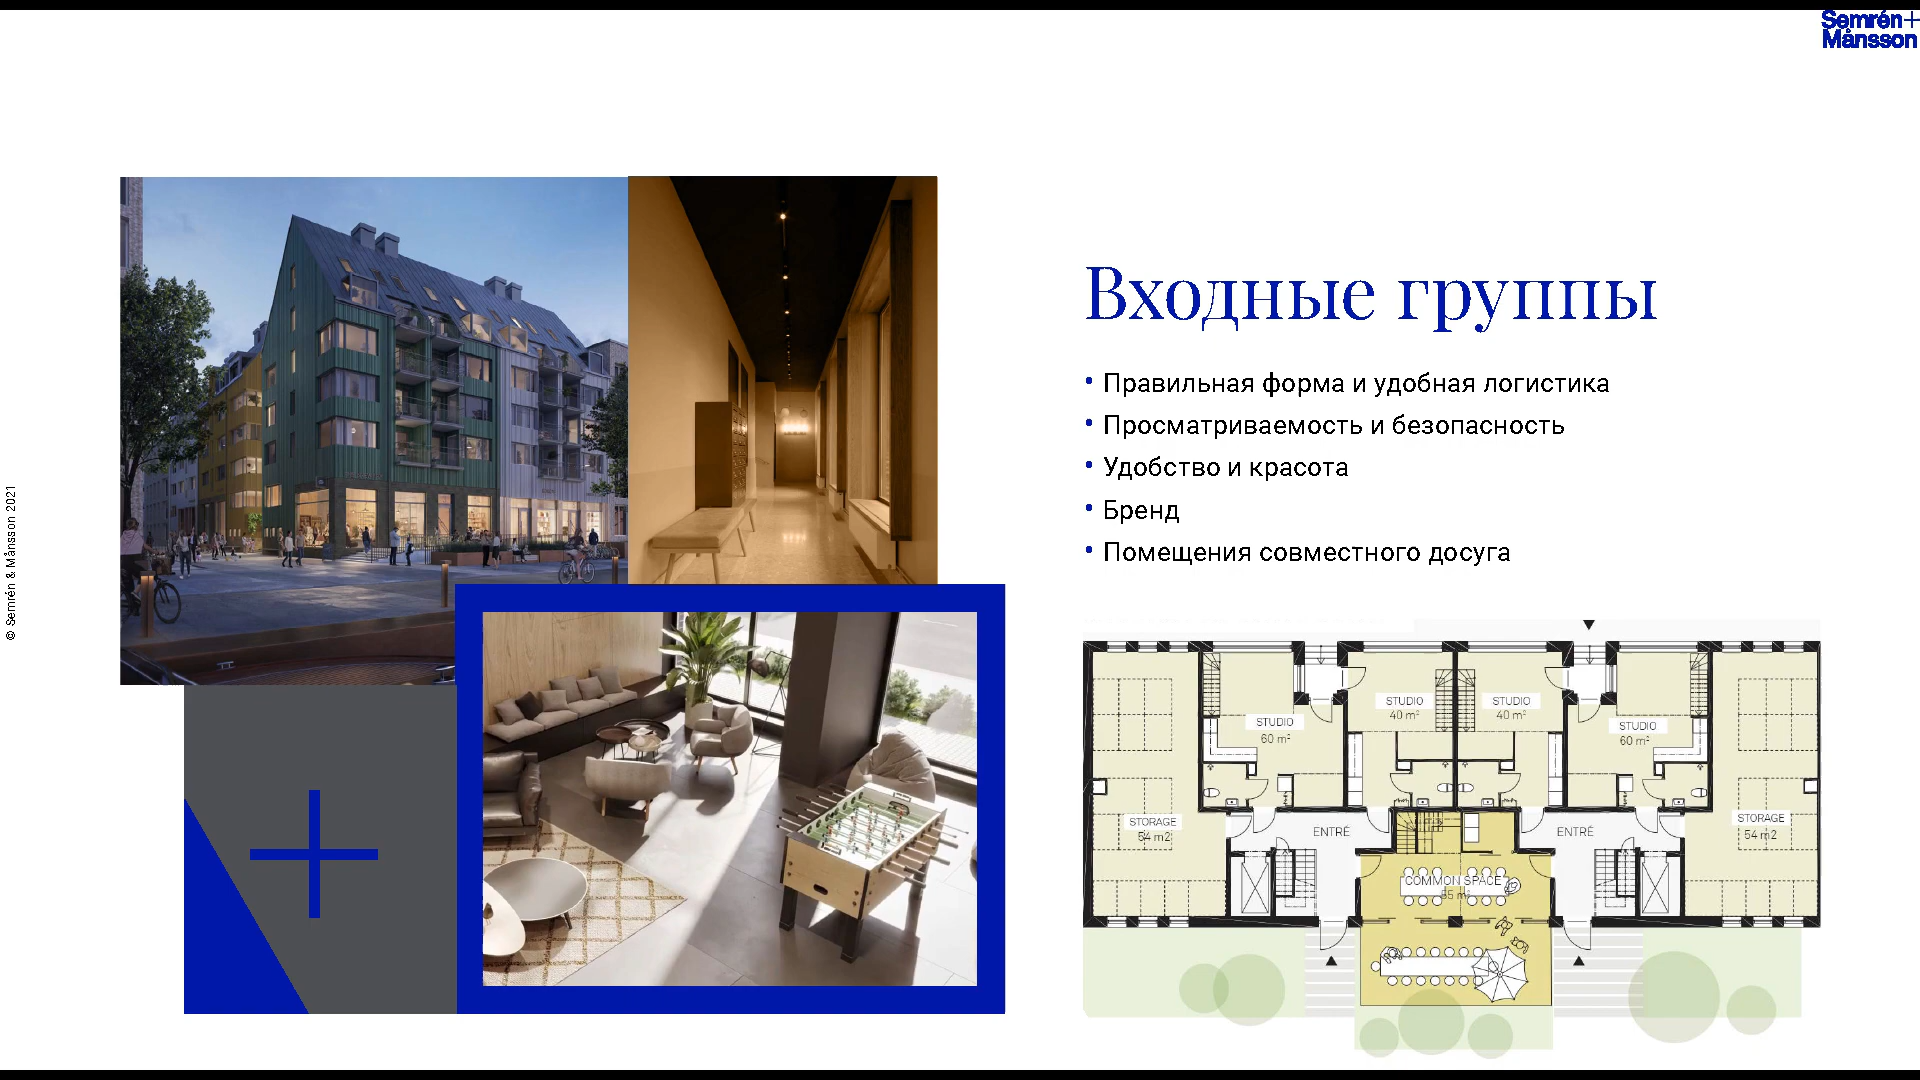 Semrén+
Månsson
Входные группы
• Правильная форма и удобная логистика
• Просматриваемость и безопасность
• Удобство и красота
• Бренд
• Помещения совместного досуга
© Semrén & Månsson 2021
STUDIO
40 m²
STUDIO
40 m²
STUDIO
60 m²
STUDIO
60 m²
STORAGE
54 m2
ENTRÉ
ENTRÉ
STORAGE
54 m2
COMMON SPACE